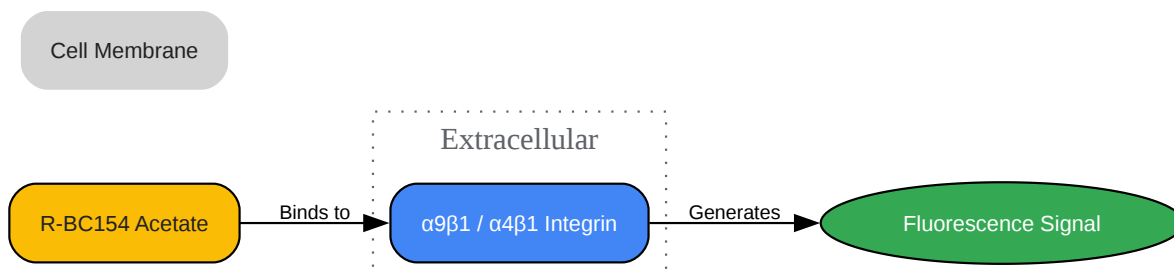 Cell Membrane
Extracellular
R-BC154 Acetate
Binds to
α9β1 / α4β1 Integrin
Generates
Fluorescence Signal